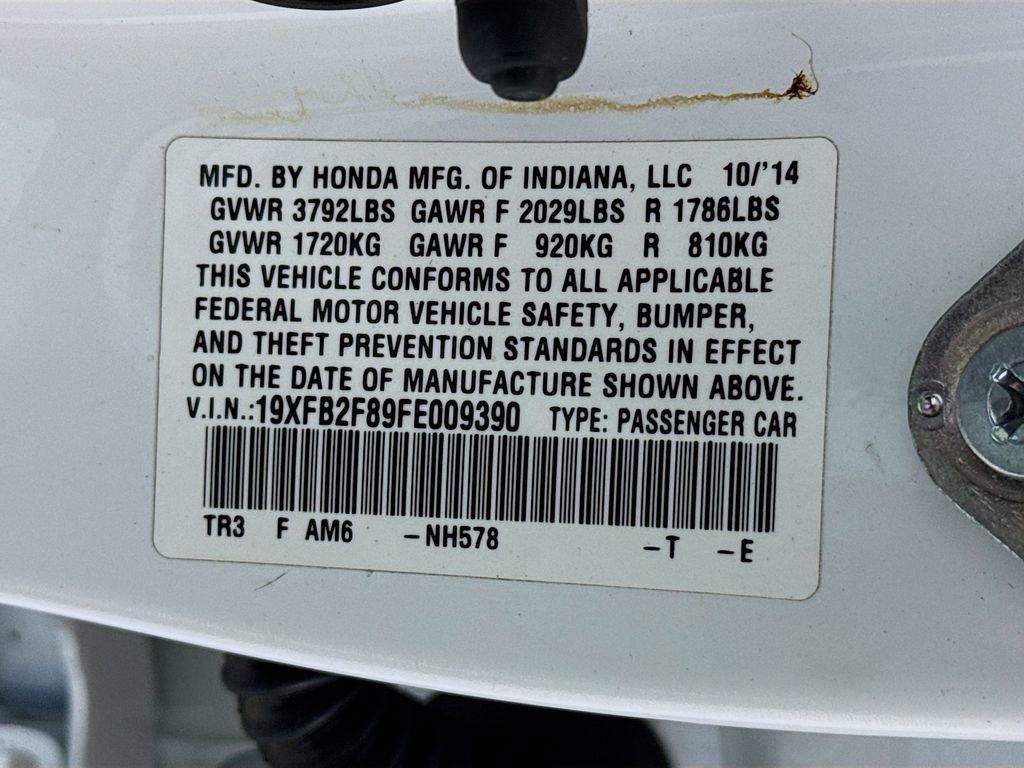 MFD. BY HONDA MFG. OF INDIANA, LLC 10/'14
GVWR 3792LBS GAWR F 2029LBS R 1786LBS
GVWR 1720KG GAWR F 920KG R 810KG
THIS VEHICLE CONFORMS TO ALL APPLICABLE
FEDERAL MOTOR VEHICLE SAFETY, BUMPER,
AND THEFT PREVENTION STANDARDS IN EFFECT
ON THE DATE OF MANUFACTURE SHOWN ABOVE.
V.I.N.:19XFB2F89FE009390 TYPE: PASSENGER CAR
TR3 F AM6 -NH578 -T -E